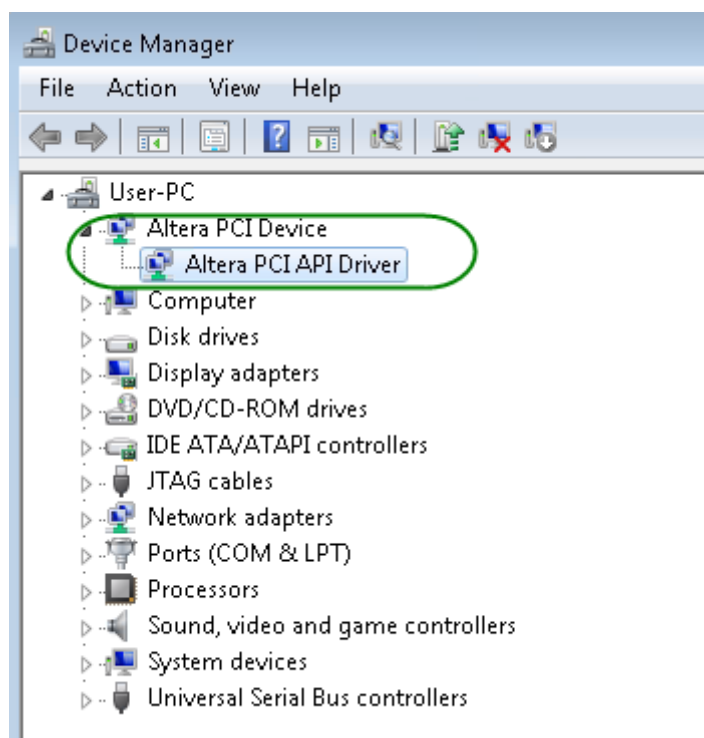 Device Manager
File Action View Help
User-PC
Altera PCI Device
Altera PCI API Driver
Computer
Disk drives
Display adapters
DVD/CD-ROM drives
IDE ATA/ATAPI controllers
JTAG cables
Network adapters
Ports (COM & LPT)
Processors
Sound, video and game controllers
System devices
Universal Serial Bus controllers